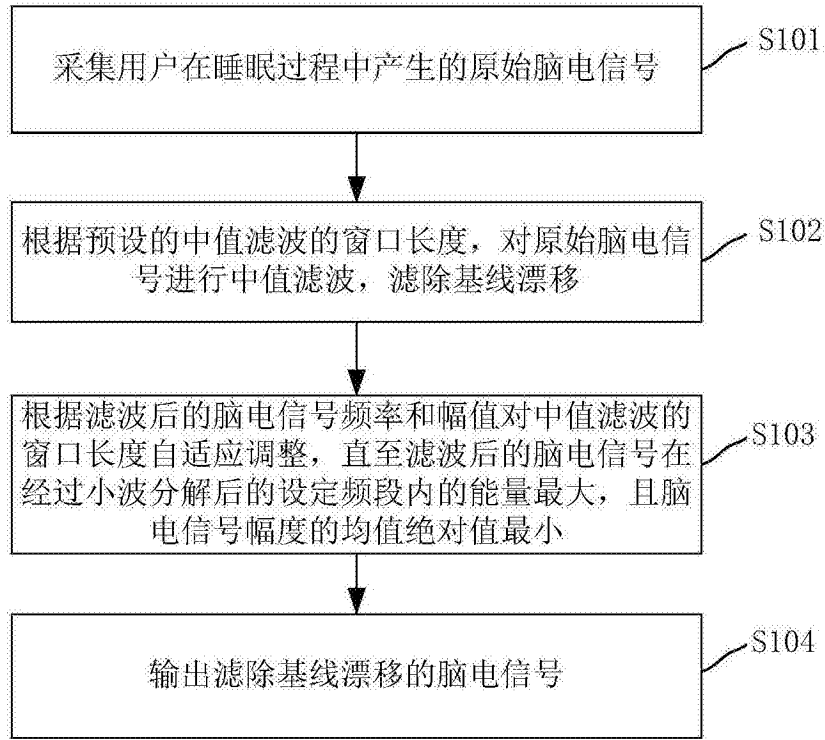 采集用户在睡眠过程中产生的原始脑电信号
S101
根据预设的中值滤波的窗口长度，对原始脑电信
号进行中值滤波，滤除基线漂移
S102
根据滤波后的脑电信号频率和幅值对中值滤波的
窗口长度自适应调整，直至滤波后的脑电信号在
经过小波分解后的设定频段内的能量最大，且脑
电信号幅度的均值绝对值最小
S103
输出滤除基线漂移的脑电信号
S104